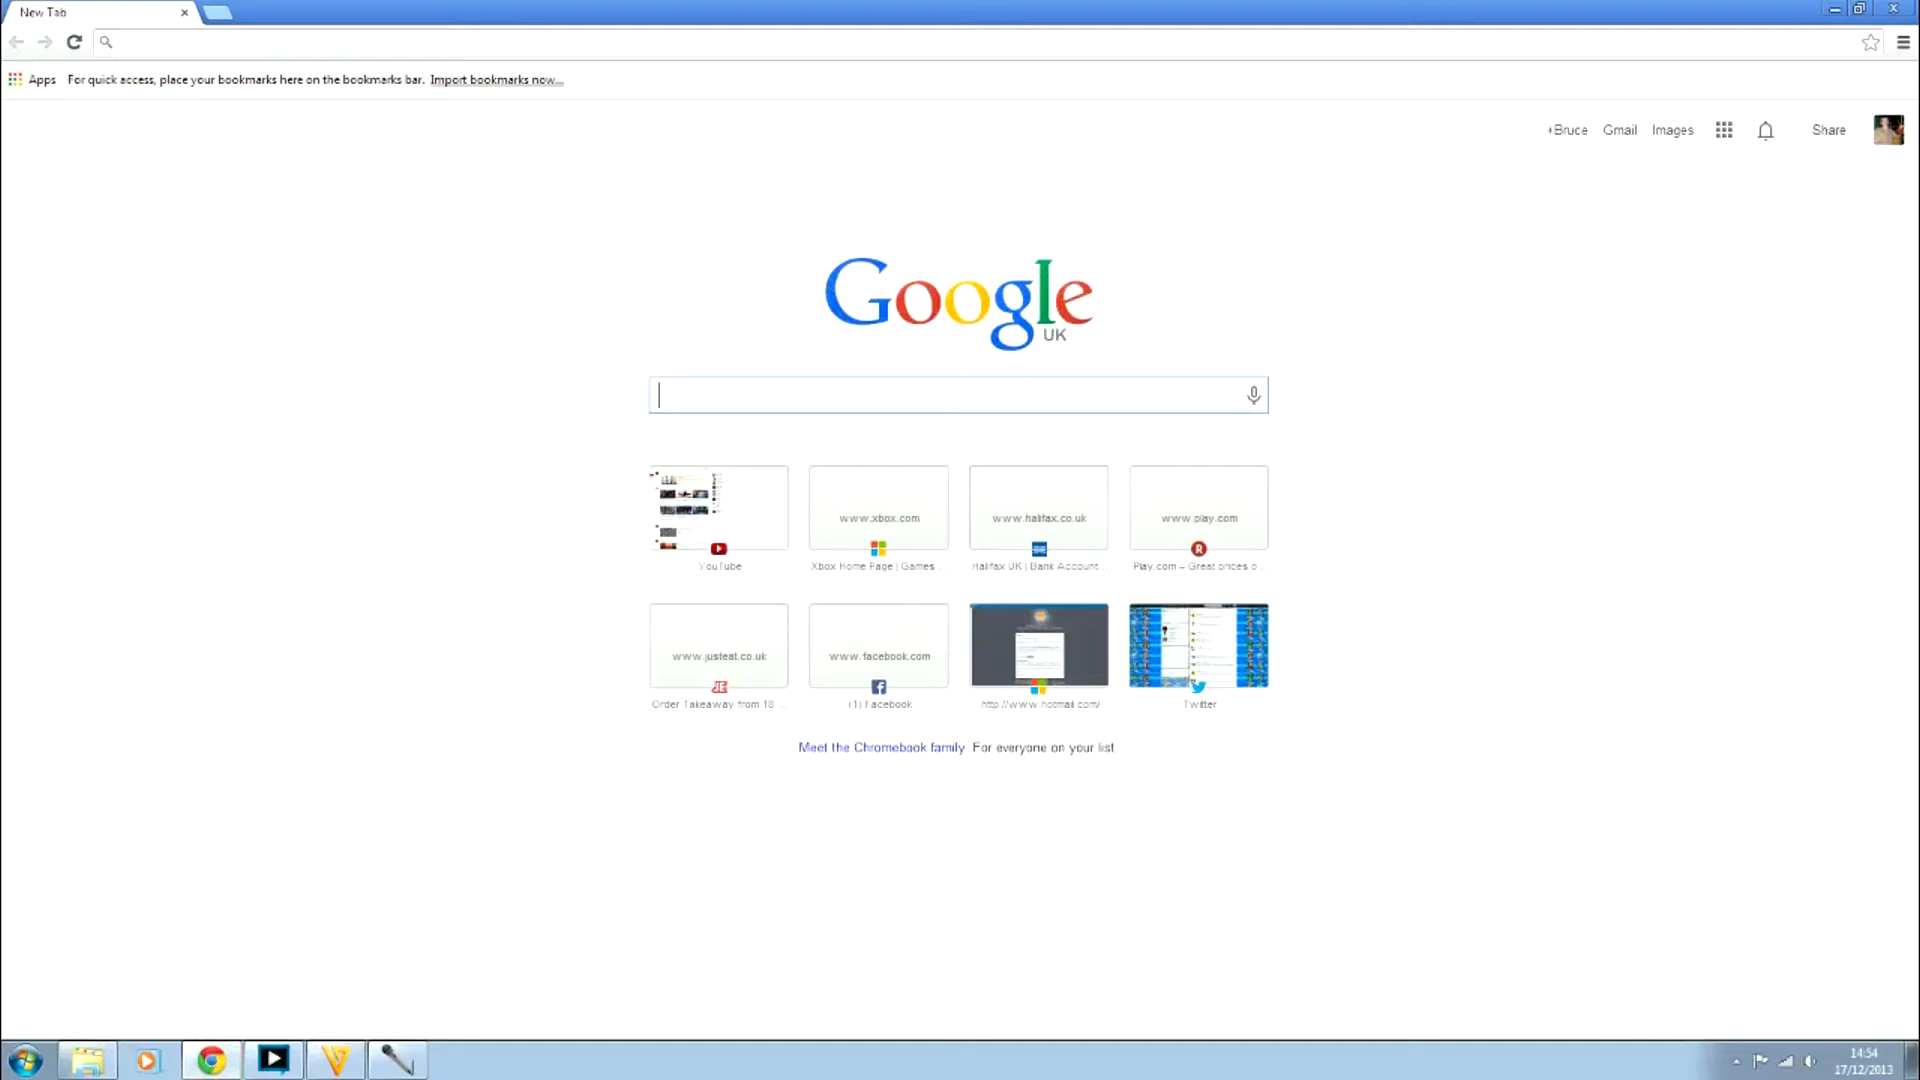 New Tab
Apps For quick access, place your bookmarks here on the bookmarks bar. Import bookmarks now...
+Bruce Gmail Images Share
Google
UK
www.xbox.com www.halifax.co.uk www.play.com
YouTube Xbox Home Page | Games ... Halifax UK | Bank Account... Play.com – Great prices o...
www.justeat.co.uk www.facebook.com
JE
Order Takeaway from 18 ... (1) Facebook http://www.hotmail.com/ Twitter
Meet the Chromebook family For everyone on your list
14:54
17/12/2013